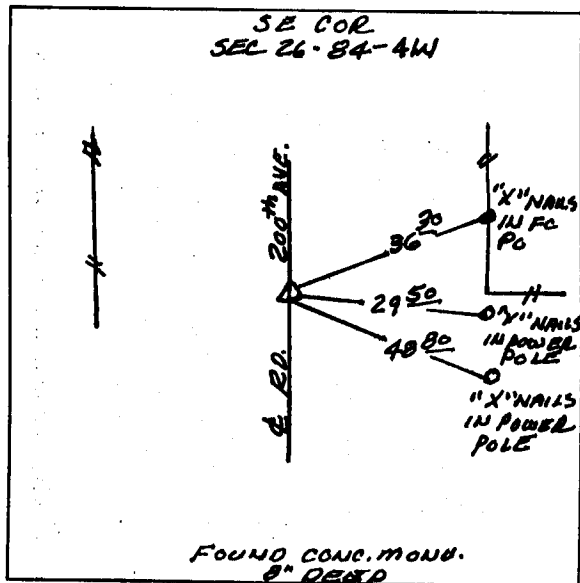 SE COR
SEC 26-84-4W
200th AVE.
"X" NAILS
IN FC
PO
36 20
29 50
"X" NAILS
IN POWER
POLE
48 80
℄ RD.
"X" NAILS
IN POWER
POLE
FOUND CONC. MONU.
8" DEEP